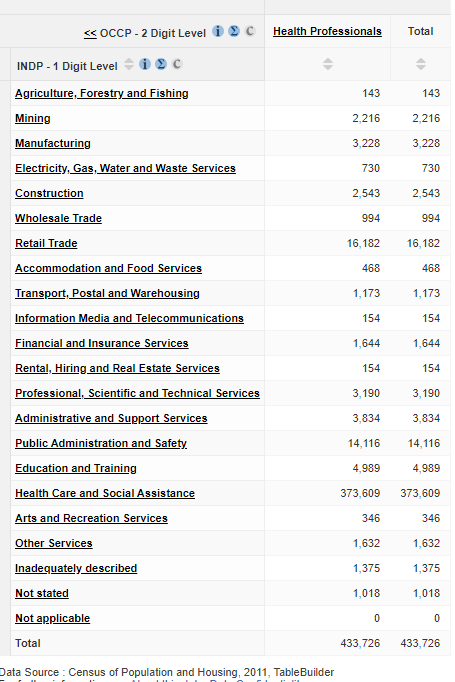 << OCCP - 2 Digit Level i Σ C Health Professionals Total
INDP - 1 Digit Level i Σ C
Agriculture, Forestry and Fishing 143 143
Mining 2,216 2,216
Manufacturing 3,228 3,228
Electricity, Gas, Water and Waste Services 730 730
Construction 2,543 2,543
Wholesale Trade 994 994
Retail Trade 16,182 16,182
Accommodation and Food Services 468 468
Transport, Postal and Warehousing 1,173 1,173
Information Media and Telecommunications 154 154
Financial and Insurance Services 1,644 1,644
Rental, Hiring and Real Estate Services 154 154
Professional, Scientific and Technical Services 3,190 3,190
Administrative and Support Services 3,834 3,834
Public Administration and Safety 14,116 14,116
Education and Training 4,989 4,989
Health Care and Social Assistance 373,609 373,609
Arts and Recreation Services 346 346
Other Services 1,632 1,632
Inadequately described 1,375 1,375
Not stated 1,018 1,018
Not applicable 0 0
Total 433,726 433,726
Data Source : Census of Population and Housing, 2011, TableBuilder